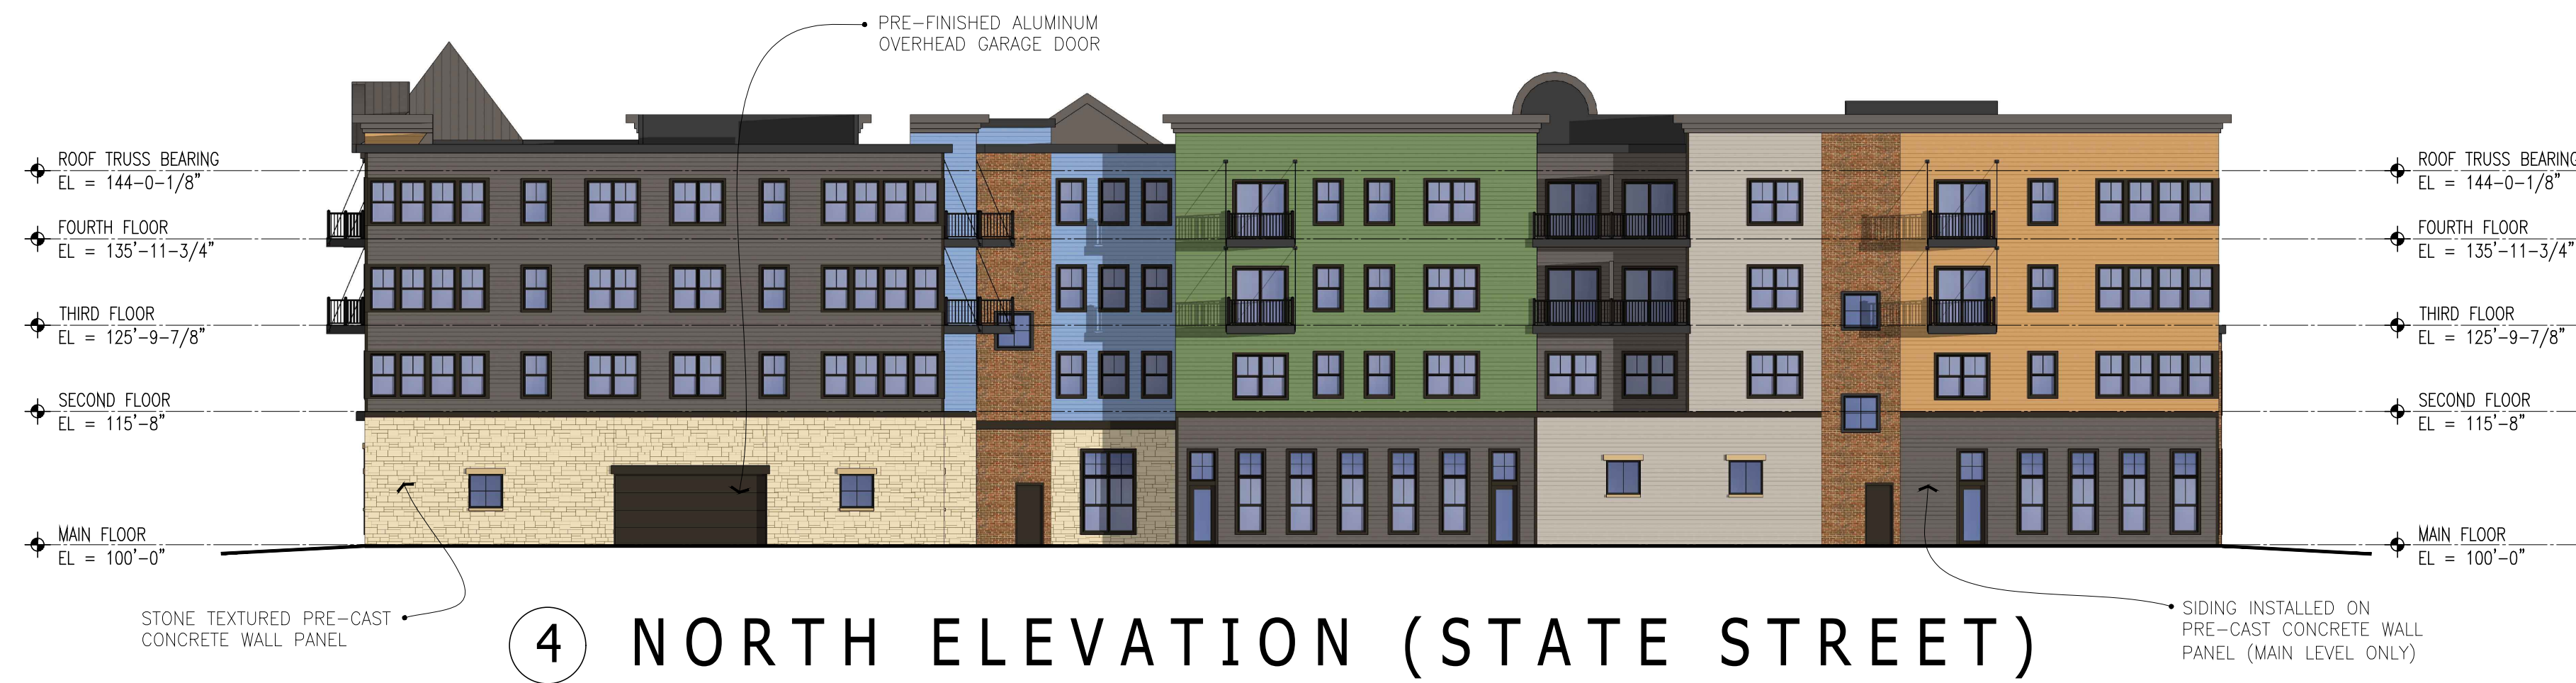 PRE-FINISHED ALUMINUM
OVERHEAD GARAGE DOOR
ROOF TRUSS BEARING
EL = 144-0-1/8"
FOURTH FLOOR
EL = 135'-11-3/4"
THIRD FLOOR
EL = 125'-9-7/8"
SECOND FLOOR
EL = 115'-8"
MAIN FLOOR
EL = 100'-0"
ROOF TRUSS BEARING
EL = 144-0-1/8"
FOURTH FLOOR
EL = 135'-11-3/4"
THIRD FLOOR
EL = 125'-9-7/8"
SECOND FLOOR
EL = 115'-8"
MAIN FLOOR
EL = 100'-0"
STONE TEXTURED PRE-CAST
CONCRETE WALL PANEL
4 NORTH ELEVATION (STATE STREET)
SIDING INSTALLED ON
PRE-CAST CONCRETE WALL
PANEL (MAIN LEVEL ONLY)